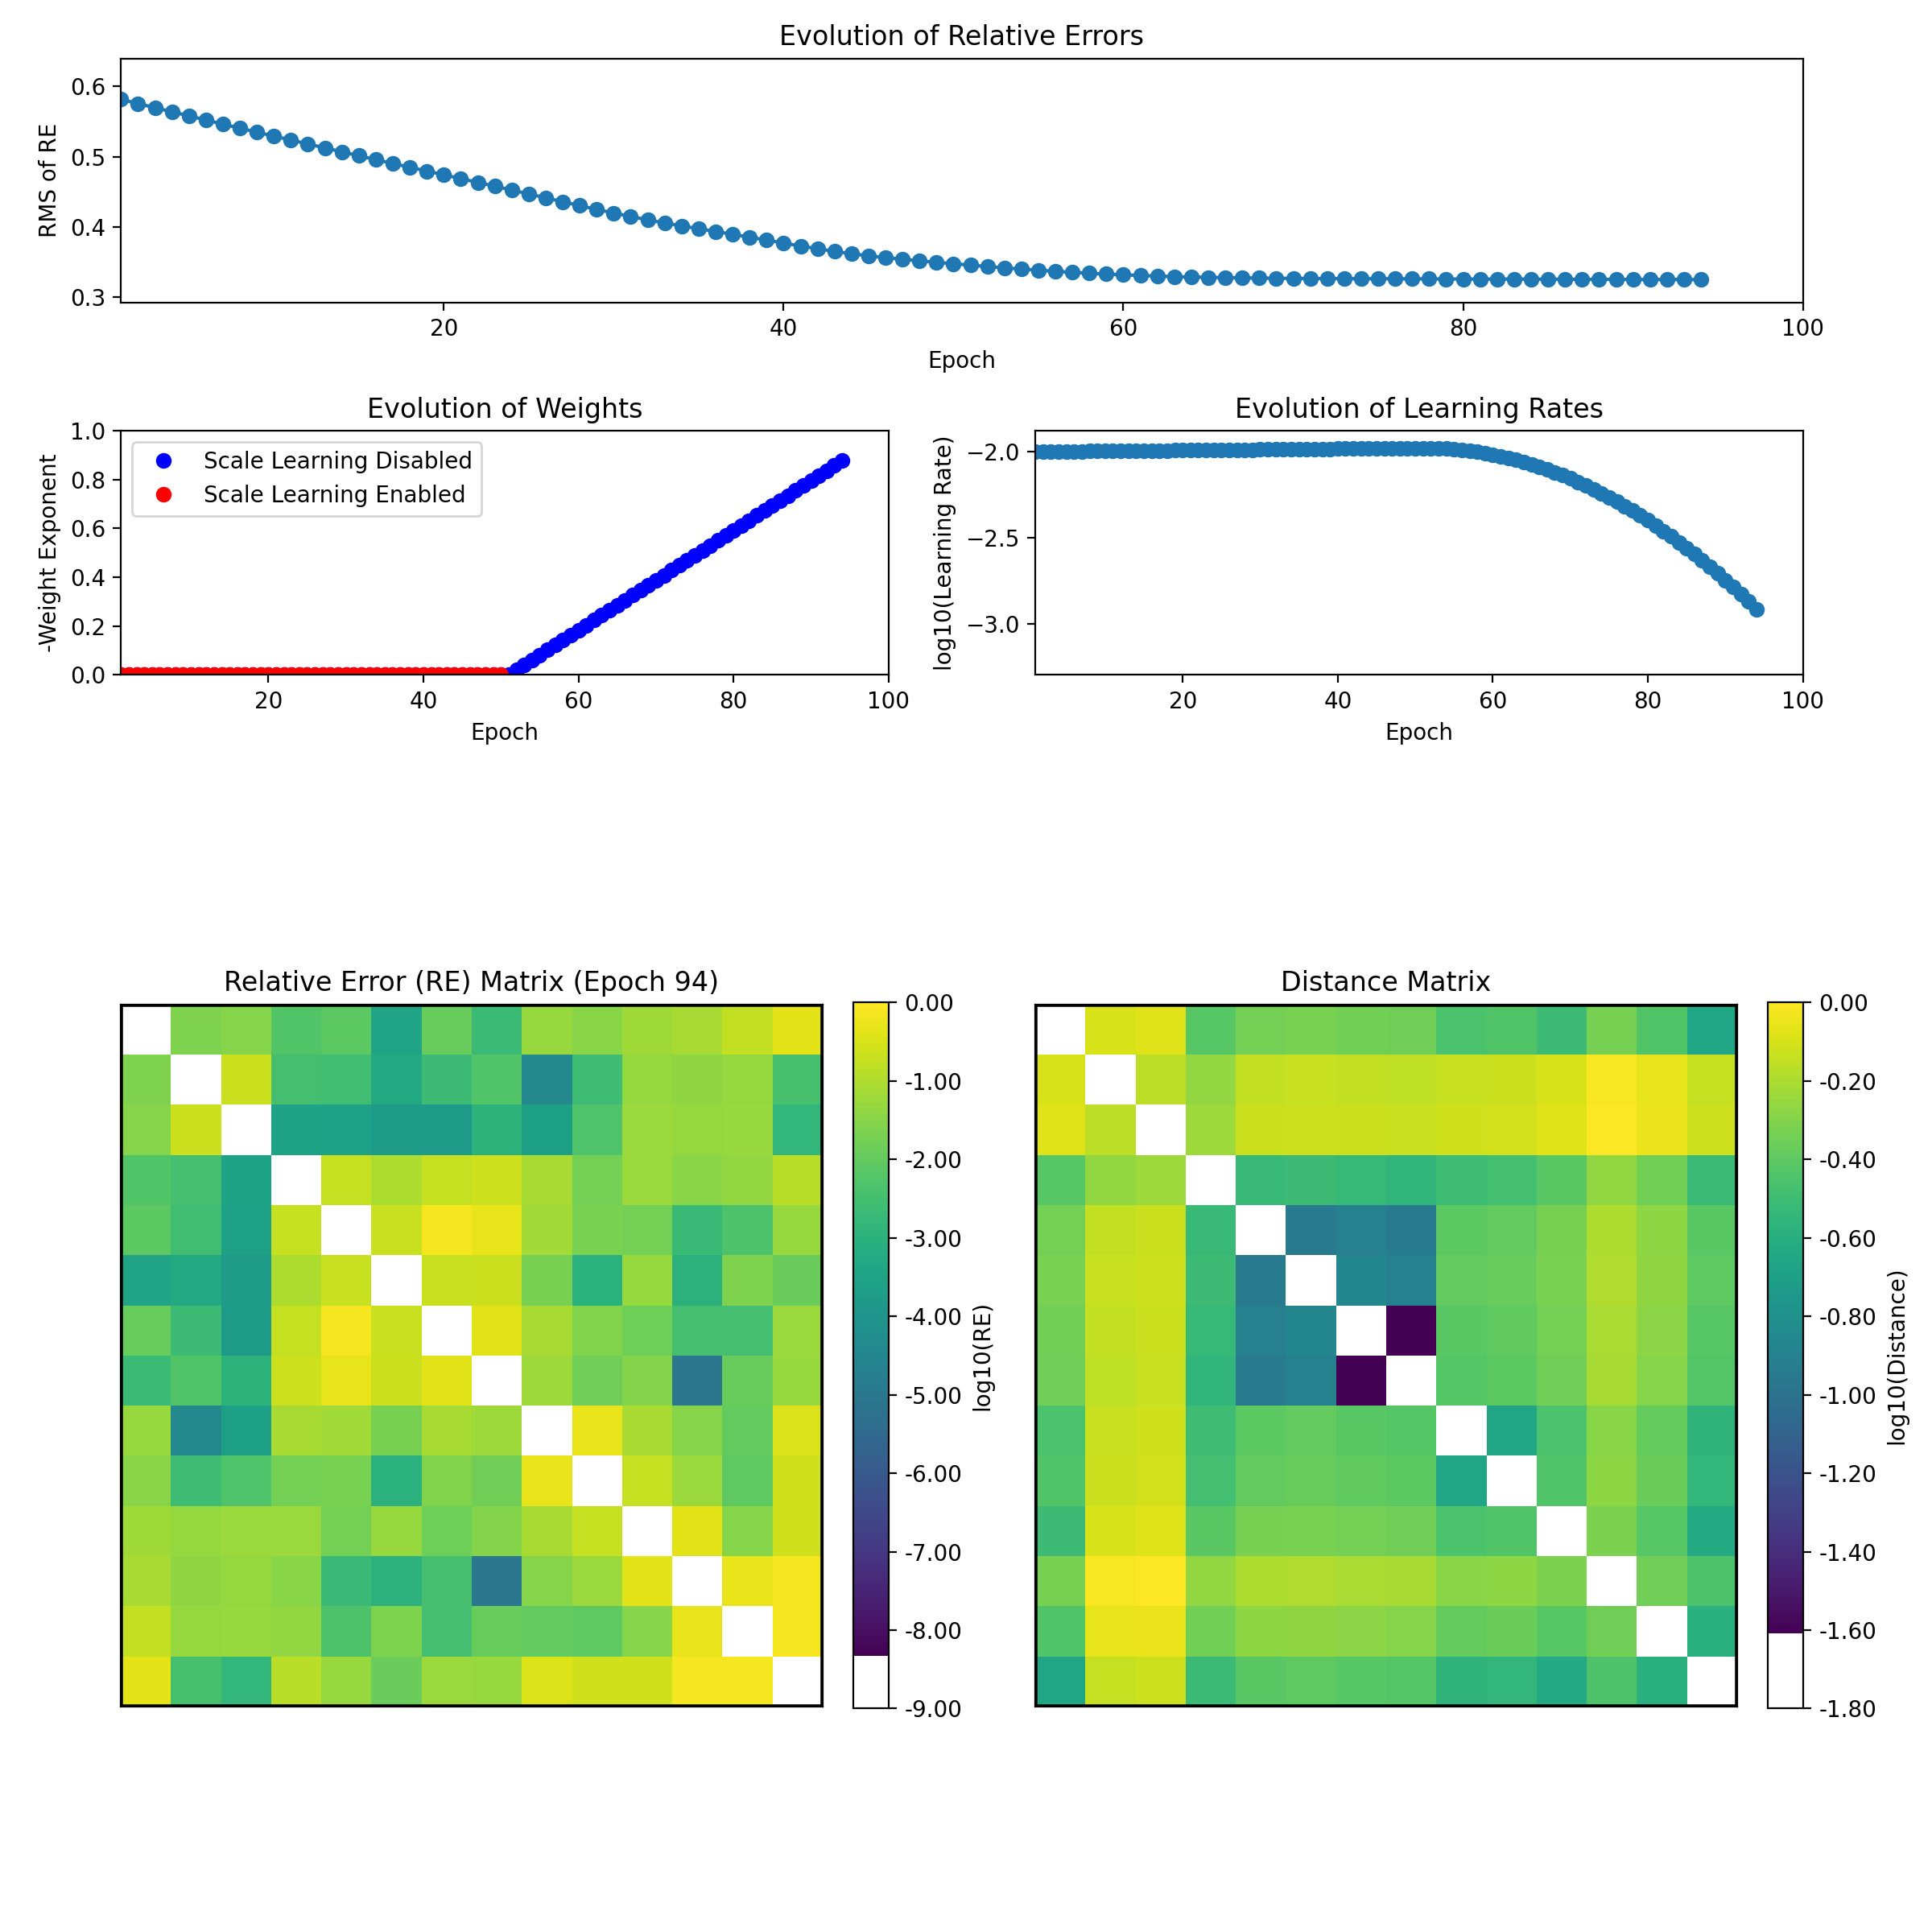 Evolution of Relative Errors
RMS of RE
0.6
0.5
0.4
0.3
20 40 60 80 100
Epoch
Evolution of Weights
-Weight Exponent
1.0
0.8
0.6
0.4
0.2
0.0
Scale Learning Disabled
Scale Learning Enabled
20 40 60 80 100
Epoch
Evolution of Learning Rates
log10(Learning Rate)
−2.0
−2.5
−3.0
20 40 60 80 100
Epoch
Relative Error (RE) Matrix (Epoch 94)
0.00
-1.00
-2.00
-3.00
-4.00
-5.00
-6.00
-7.00
-8.00
-9.00
log10(RE)
Distance Matrix
0.00
-0.20
-0.40
-0.60
-0.80
-1.00
-1.20
-1.40
-1.60
-1.80
log10(Distance)